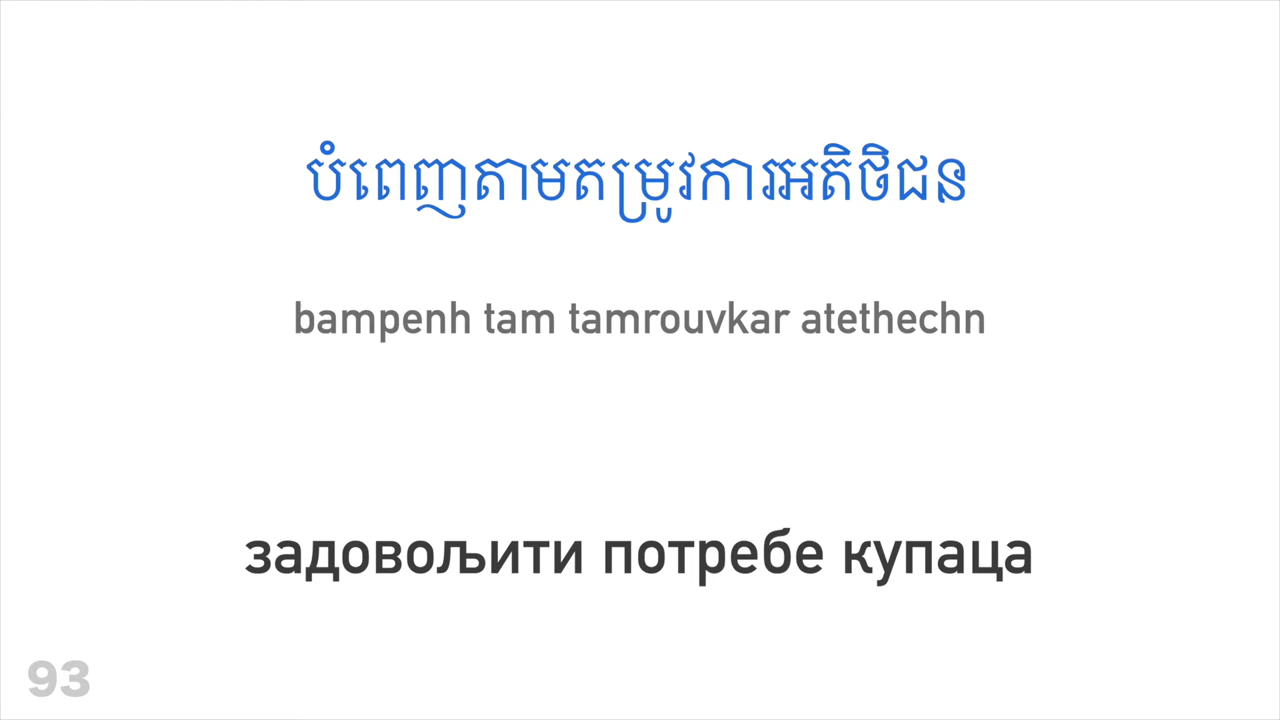 បំពេញតាមតម្រូវការអតិថិជន
bampenh tam tamrouvkar atethechn
задовољити потребе купаца
93